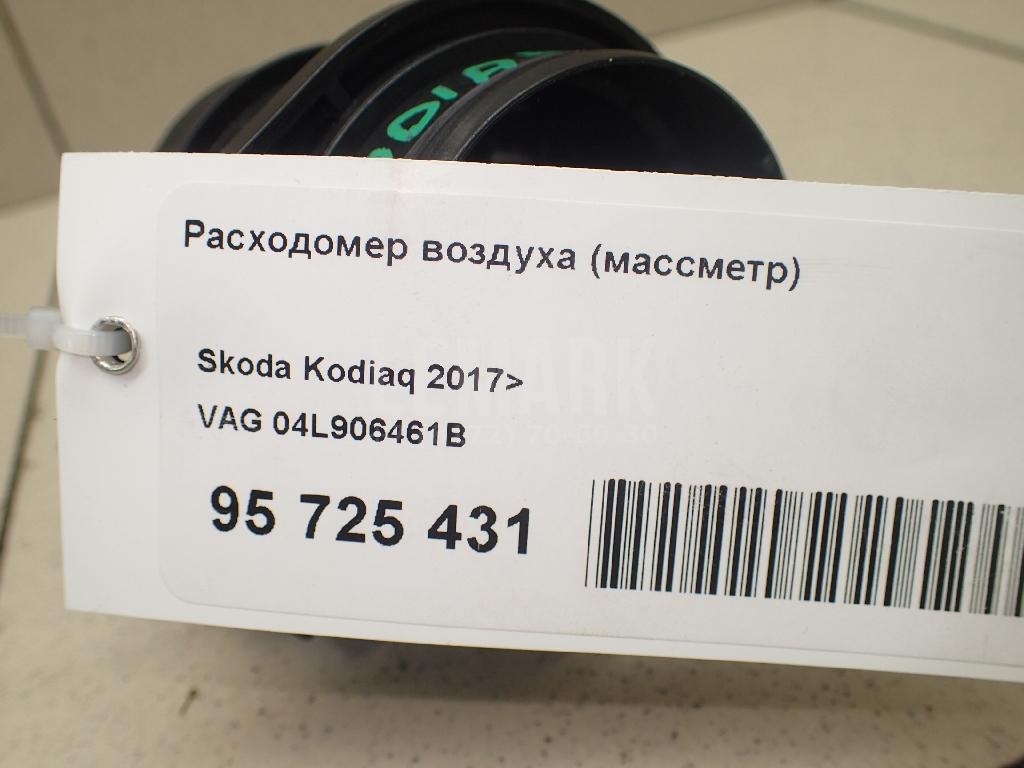 Расходомер воздуха (массметр)
Skoda Kodiaq 2017>
VAG 04L906461B
95 725 431